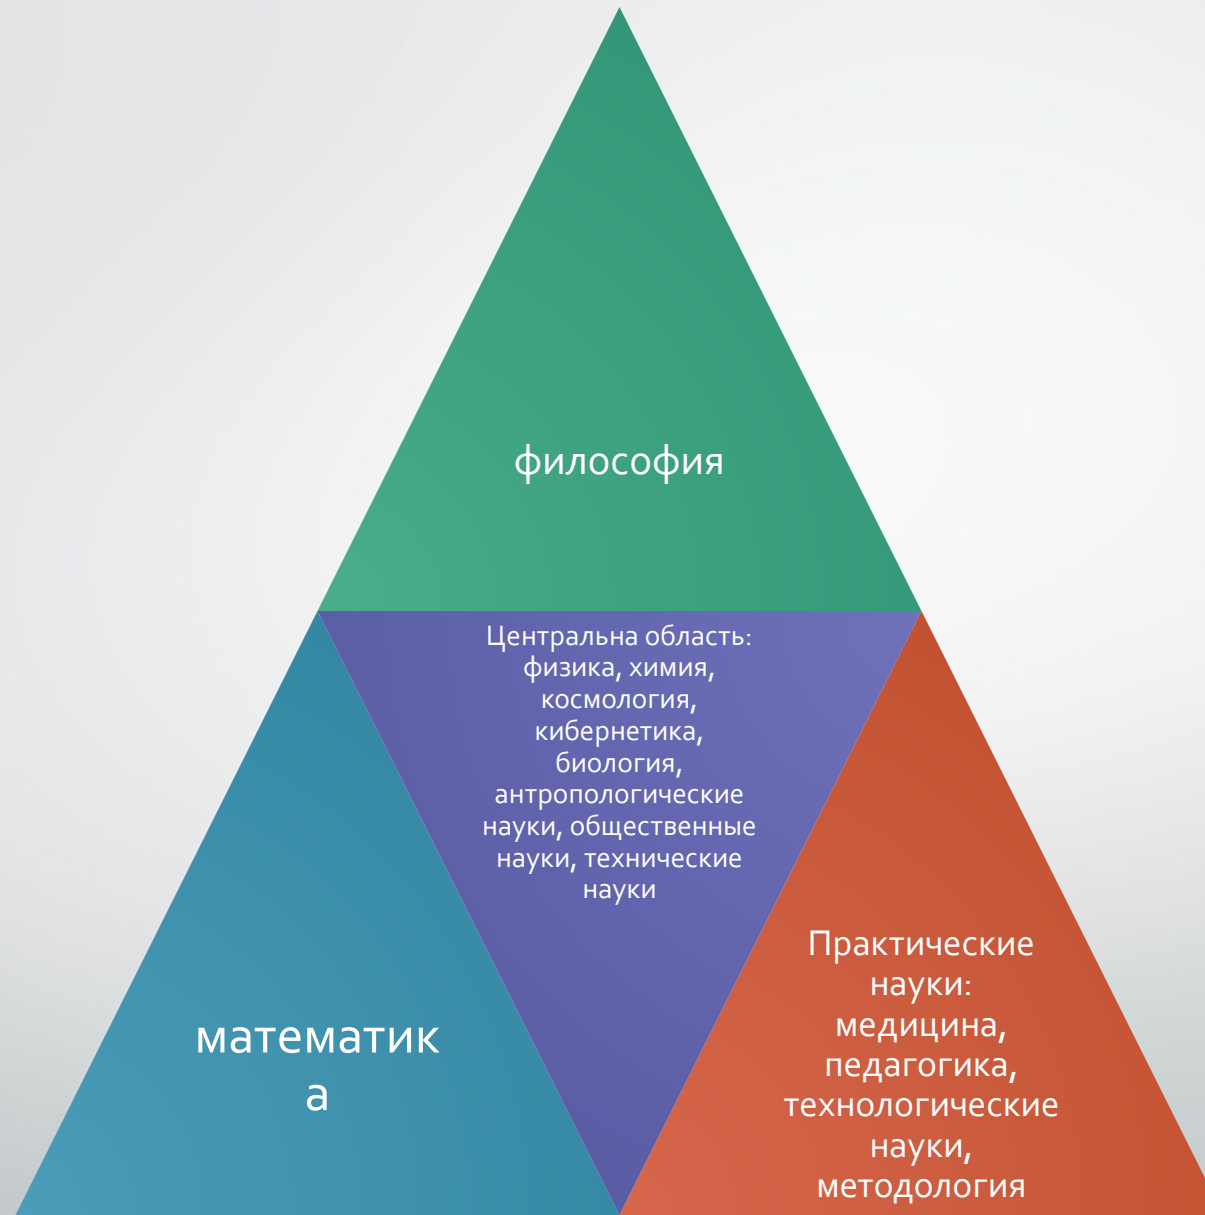 философия
Центральна область:
физика, химия,
космология,
кибернетика,
биология,
антропологические
науки, общественные
науки, технические
науки
математик
а
Практические
науки:
медицина,
педагогика,
технологические
науки,
методология